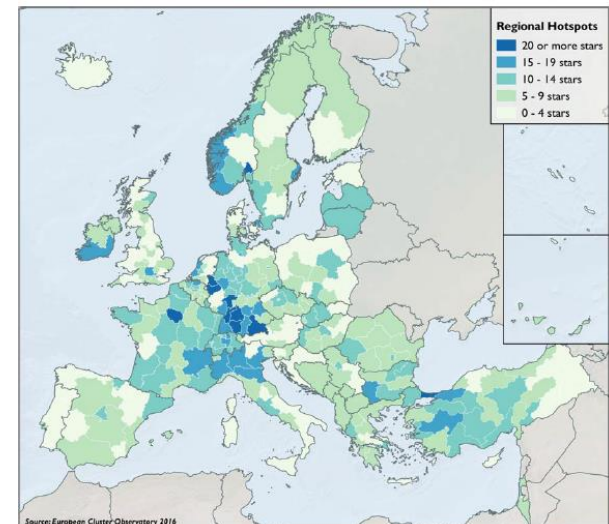 Regional Hotspots
20 or more stars
15 - 19 stars
10 - 14 stars
5 - 9 stars
0 - 4 stars
Source: European Cluster Observatory 2016